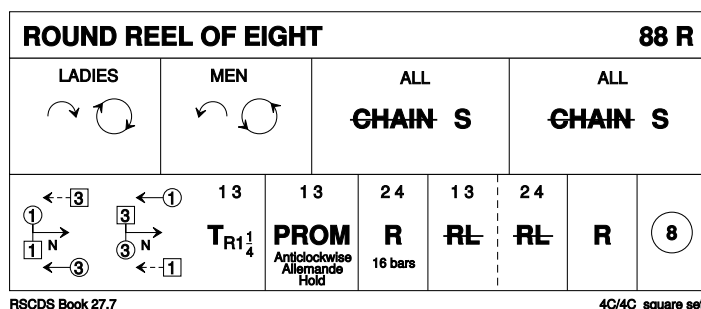 ROUND REEL OF EIGHT 88 R
LADIES MEN ALL ALL
CHAIN S CHAIN S
1 3 1 3 2 4 1 3 2 4
3 1
1 3
N N TR1 1/4 PROM R RL RL R 8
1 3
Anticlockwise 16 bars
Allemande
Hold
3 1
RSCDS Book 27.7 4C/4C square set